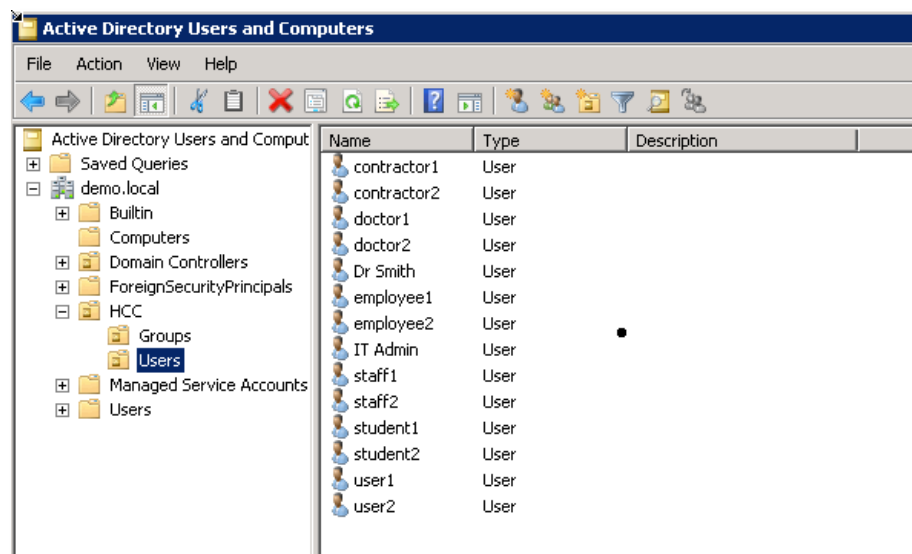 Active Directory Users and Computers
File Action View Help
Active Directory Users and Comput
Saved Queries
demo.local
Builtin
Computers
Domain Controllers
ForeignSecurityPrincipals
HCC
Groups
Users
Managed Service Accounts
Users
Name Type Description
contractor1 User
contractor2 User
doctor1 User
doctor2 User
Dr Smith User
employee1 User
employee2 User
IT Admin User
staff1 User
staff2 User
student1 User
student2 User
user1 User
user2 User